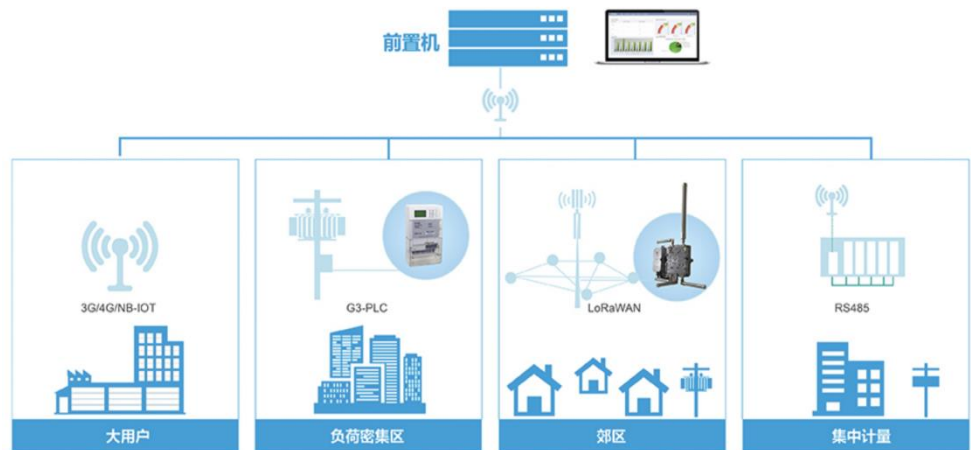 前置机
3G/4G/NB-IOT
G3-PLC
LoRaWAN
RS485
大用户
负荷密集区
郊区
集中计量